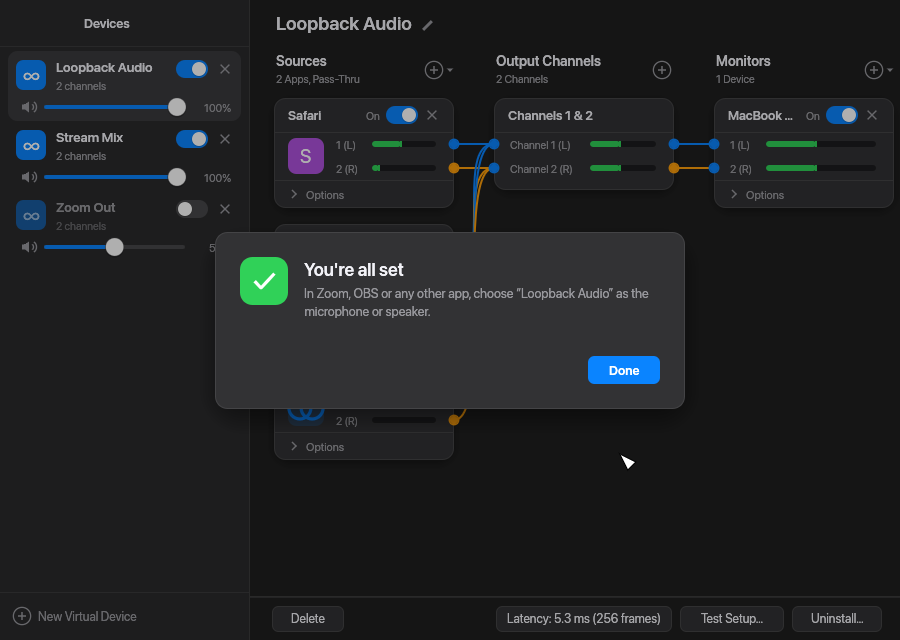 Devices
Loopback Audio
2 channels
100%
Stream Mix
2 channels
100%
Zoom Out
2 channels
Loopback Audio
Sources
2 Apps, Pass-Thru
Output Channels
2 Channels
Monitors
1 Device
Safari
On
S
1 (L)
2 (R)
Options
Channels 1 & 2
Channel 1 (L)
Channel 2 (R)
MacBook ...
On
1 (L)
2 (R)
Options
You're all set
In Zoom, OBS or any other app, choose “Loopback Audio” as the
microphone or speaker.
Done
2 (R)
Options
New Virtual Device
Delete
Latency: 5.3 ms (256 frames)
Test Setup...
Uninstall...